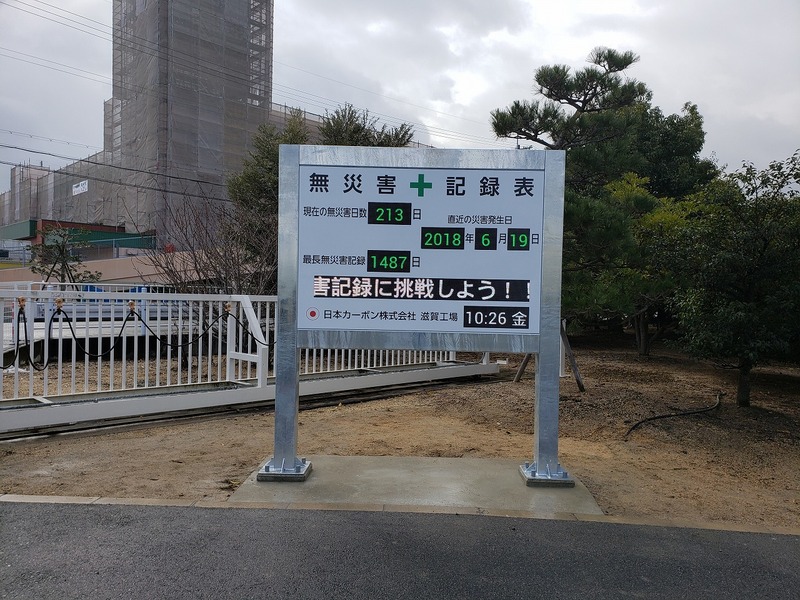 無災害＋記録表
現在の無災害日数 213 日
直近の災害発生日
2018 年 6 月 19 日
最長無災害記録 1487 日
害記録に挑戦しよう！！
日本カーボン株式会社 滋賀工場 10:26 金